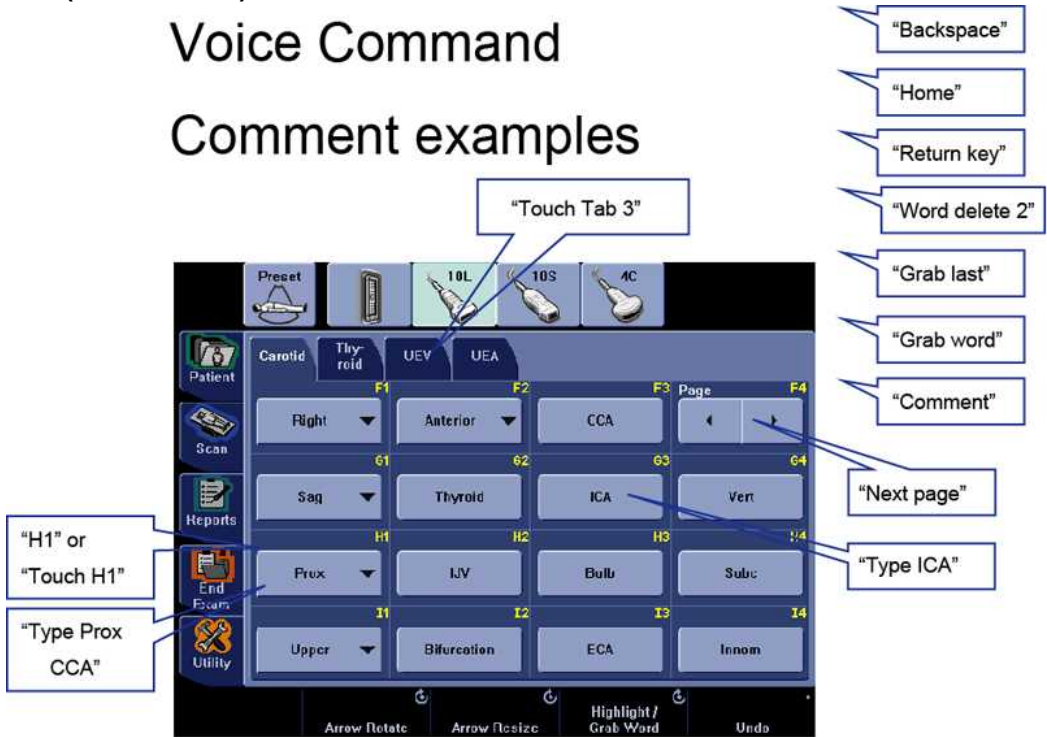 Voice Command
Comment examples
“Backspace”
“Home”
“Return key”
“Word delete 2”
“Grab last”
“Grab word”
“Comment”
“Touch Tab 3”
Preset
10L
10S
4C
Patient
Scan
Reports
End
Exam
Utility
Carotid
Thy-
roid
UEV
UEA
F1
F2
F3
Page
F4
Right
Anterior
CCA
G1
G2
G3
G4
Sag
Thyroid
ICA
Vert
H1
H2
H3
H4
Prox
IJV
Bulb
Subc
I1
I2
I3
I4
Upper
Bifurcation
ECA
Innom
Arrow Rotate
Arrow Resize
Highlight /
Grab Word
Undo
“Next page”
“Type ICA”
“H1” or
“Touch H1”
“Type Prox
CCA”